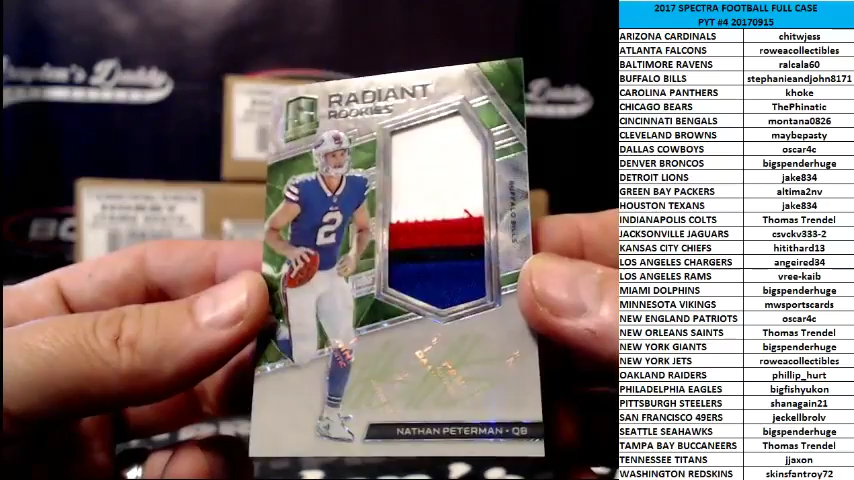 RADIANT
ROOKIES
2
BUFFALO BILLS
NATHAN PETERMAN • QB
2017 SPECTRA FOOTBALL FULL CASE
PYT #4 20170915
ARIZONA CARDINALS chitwjess
ATLANTA FALCONS roweacollectibles
BALTIMORE RAVENS ralcala60
BUFFALO BILLS stephanieandjohn8171
CAROLINA PANTHERS khoke
CHICAGO BEARS ThePhinatic
CINCINNATI BENGALS montana0826
CLEVELAND BROWNS maybepasty
DALLAS COWBOYS oscar4c
DENVER BRONCOS bigspenderhuge
DETROIT LIONS jake834
GREEN BAY PACKERS altima2nv
HOUSTON TEXANS jake834
INDIANAPOLIS COLTS Thomas Trendel
JACKSONVILLE JAGUARS csvckv333-2
KANSAS CITY CHIEFS hitithard13
LOS ANGELES CHARGERS angeired34
LOS ANGELES RAMS vree-kaib
MIAMI DOLPHINS bigspenderhuge
MINNESOTA VIKINGS mwsportscards
NEW ENGLAND PATRIOTS oscar4c
NEW ORLEANS SAINTS Thomas Trendel
NEW YORK GIANTS bigspenderhuge
NEW YORK JETS roweacollectibles
OAKLAND RAIDERS phillip_hurt
PHILADELPHIA EAGLES bigfishyukon
PITTSBURGH STEELERS shanagain21
SAN FRANCISCO 49ERS jeckellbrolv
SEATTLE SEAHAWKS bigspenderhuge
TAMPA BAY BUCCANEERS Thomas Trendel
TENNESSEE TITANS jjaxon
WASHINGTON REDSKINS skinsfantroy72